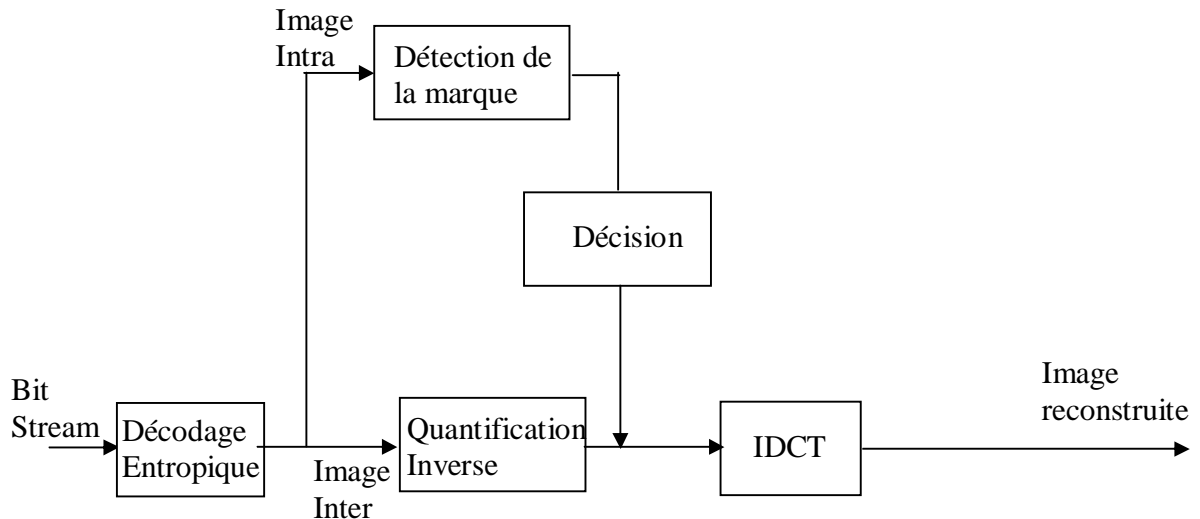 Image
Intra
Détection de
la marque
Décision
Bit
Stream
Décodage
Entropique
Image
Inter
Quantification
Inverse
IDCT
Image
reconstruite